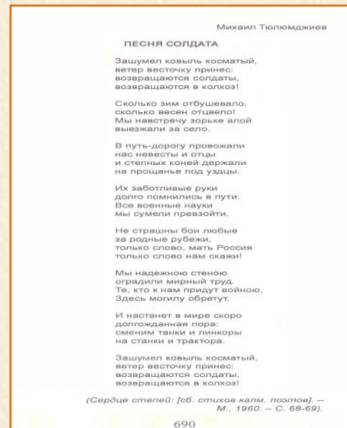 Михаил Тюлюмджиев
ПЕСНЯ СОЛДАТА
Зашумел ковыль косматый,
ветер весточку принес:
возвращаются солдаты,
возвращаются в колхоз!
Сколько зим отбушевало,
сколько весен отцвело!
Мы навстречу зорьке алой
выезжали за село.
В путь-дорогу провожали
нас невесты и отцы
и степных коней держали
на прощанье под уздцы.
Их заботливые руки
долго помнились в пути.
Все военные науки
мы сумели превзойти.
Не страшны бои любые
за родные рубежи,
только слово, мать Россия
только слово нам скажи!
Мы надежною стеною
оградили мирный труд.
Те, кто к нам придут войною,
Здесь могилу обретут.
И настанет в мире скоро
долгожданная пора:
сменим танки и линкоры
на станки и трактора.
Зашумел ковыль косматый,
ветер весточку принес:
возвращаются солдаты,
возвращаются в колхоз!
(Сердце степей: [сб. стихов калм. поэтов]. –
М., 1960. – С. 68-69).
690